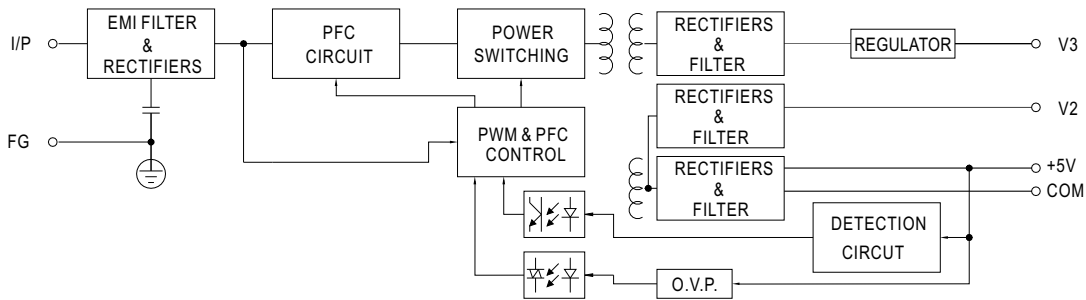 I/P
EMI FILTER
&
RECTIFIERS
PFC
CIRCUIT
POWER
SWITCHING
RECTIFIERS
&
FILTER
REGULATOR
V3
RECTIFIERS
&
FILTER
V2
FG
PWM & PFC
CONTROL
RECTIFIERS
&
FILTER
+5V
COM
DETECTION
CIRCUT
O.V.P.